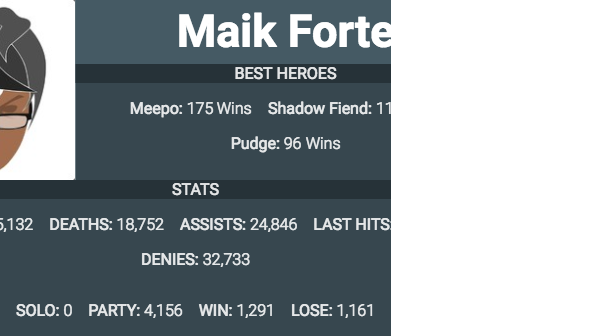 Maik Forte
BEST HEROES
Meepo: 175 Wins Shadow Fiend: 11
Pudge: 96 Wins
STATS
5,132 DEATHS: 18,752 ASSISTS: 24,846 LAST HITS:
DENIES: 32,733
SOLO: 0 PARTY: 4,156 WIN: 1,291 LOSE: 1,161